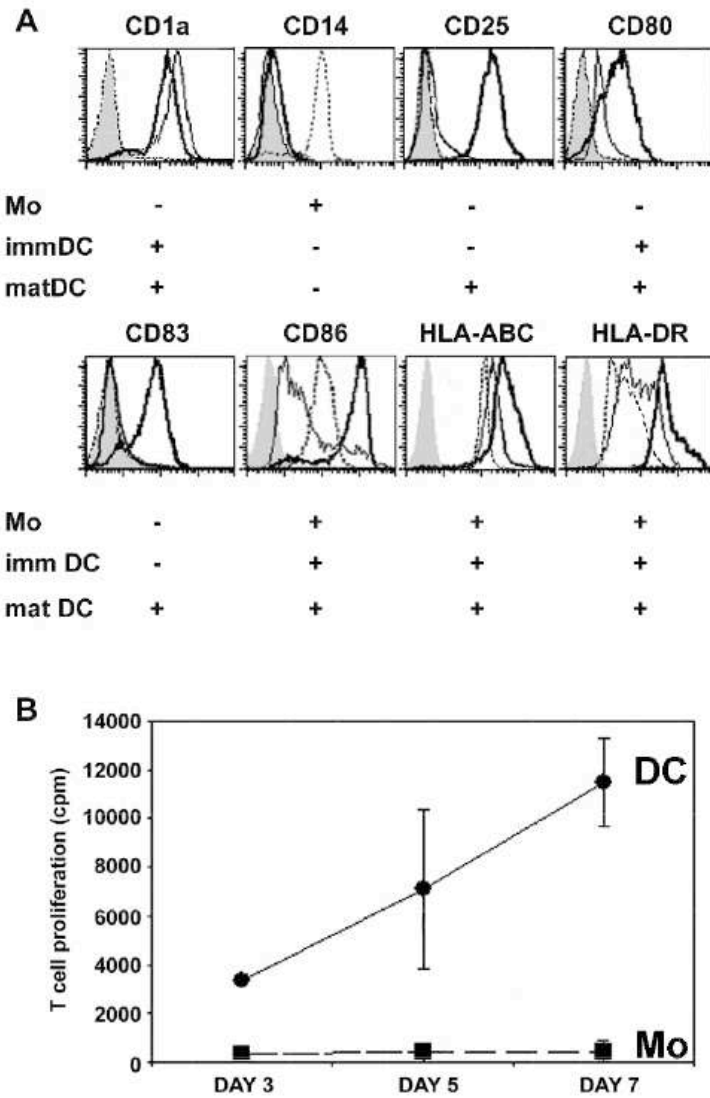 A
CD1a CD14 CD25 CD80
Mo - + - -
immDC + - - +
matDC + - + +
CD83 CD86 HLA-ABC HLA-DR
Mo - + + +
imm DC - + + +
mat DC + + + +
B
T cell proliferation (cpm)
14000
12000
10000
8000
6000
4000
2000
0
DC
Mo
DAY 3 DAY 5 DAY 7